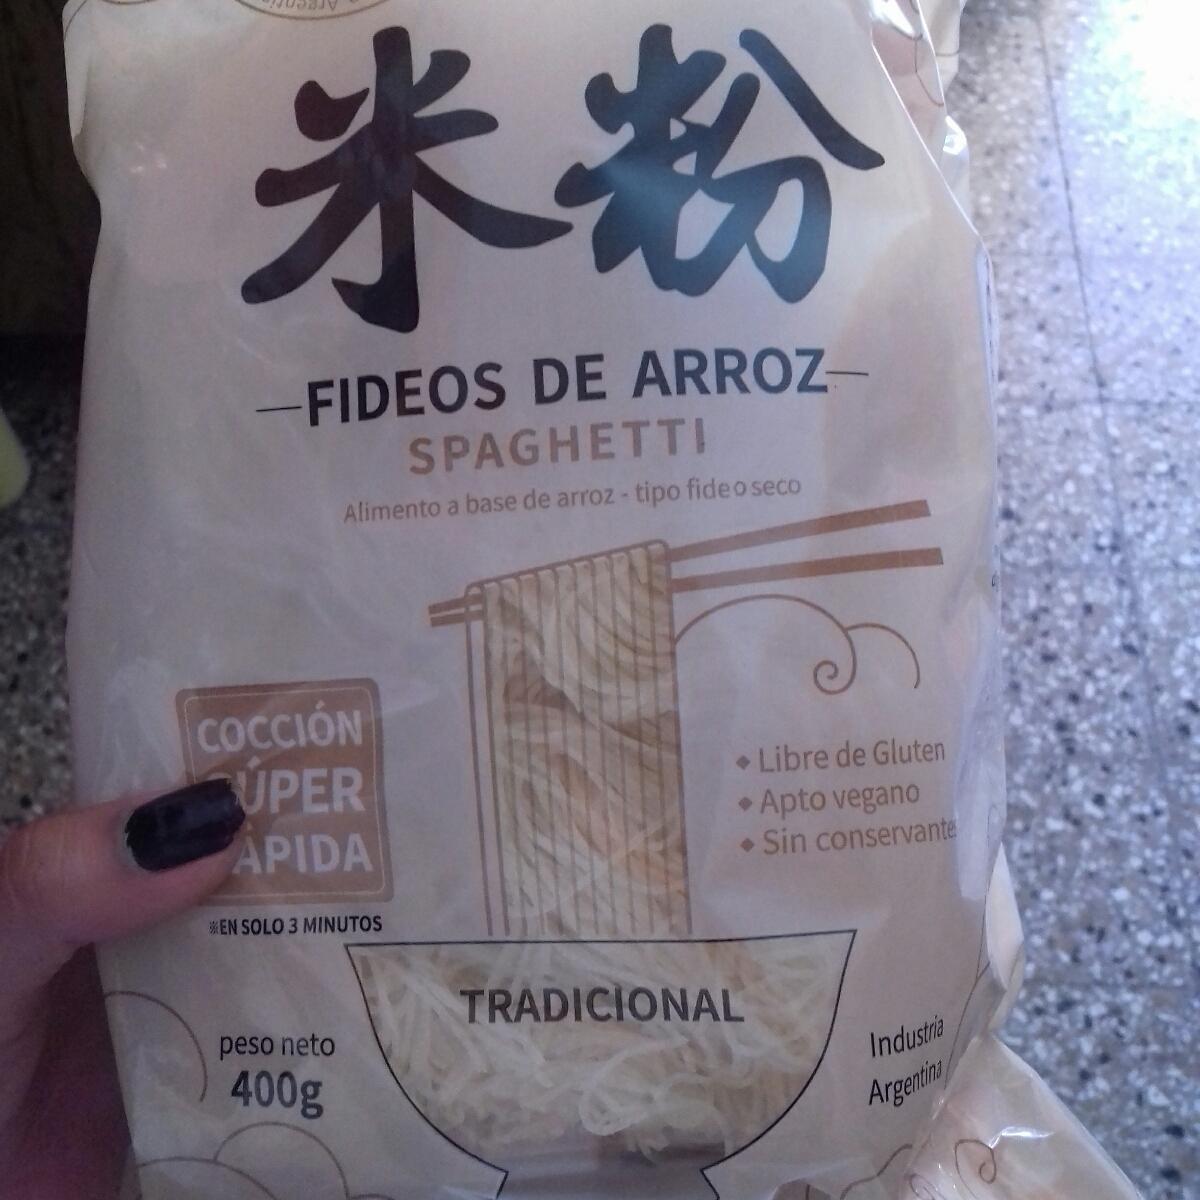 米粉
FIDEOS DE ARROZ
SPAGHETTI
Alimento a base de arroz - tipo fideo seco
COCCIÓN
SÚPER
RÁPIDA
※EN SOLO 3 MINUTOS
◆ Libre de Gluten
◆ Apto vegano
◆ Sin conservantes
TRADICIONAL
peso neto
400g
Industria
Argentina